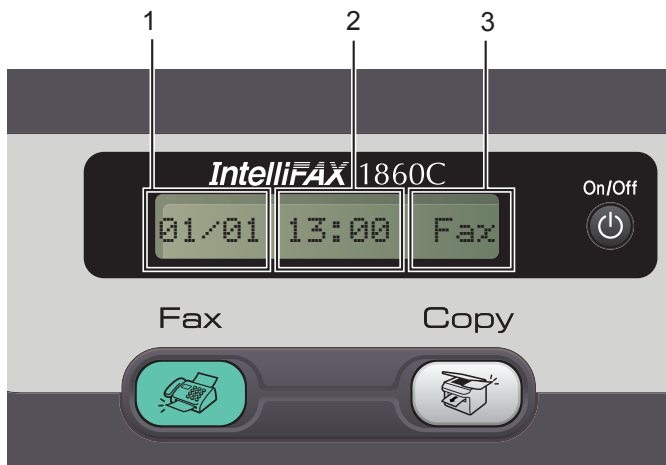 1 2 3
IntelliFAX 1860C
On/Off
01/01 13:00 Fax
Fax Copy